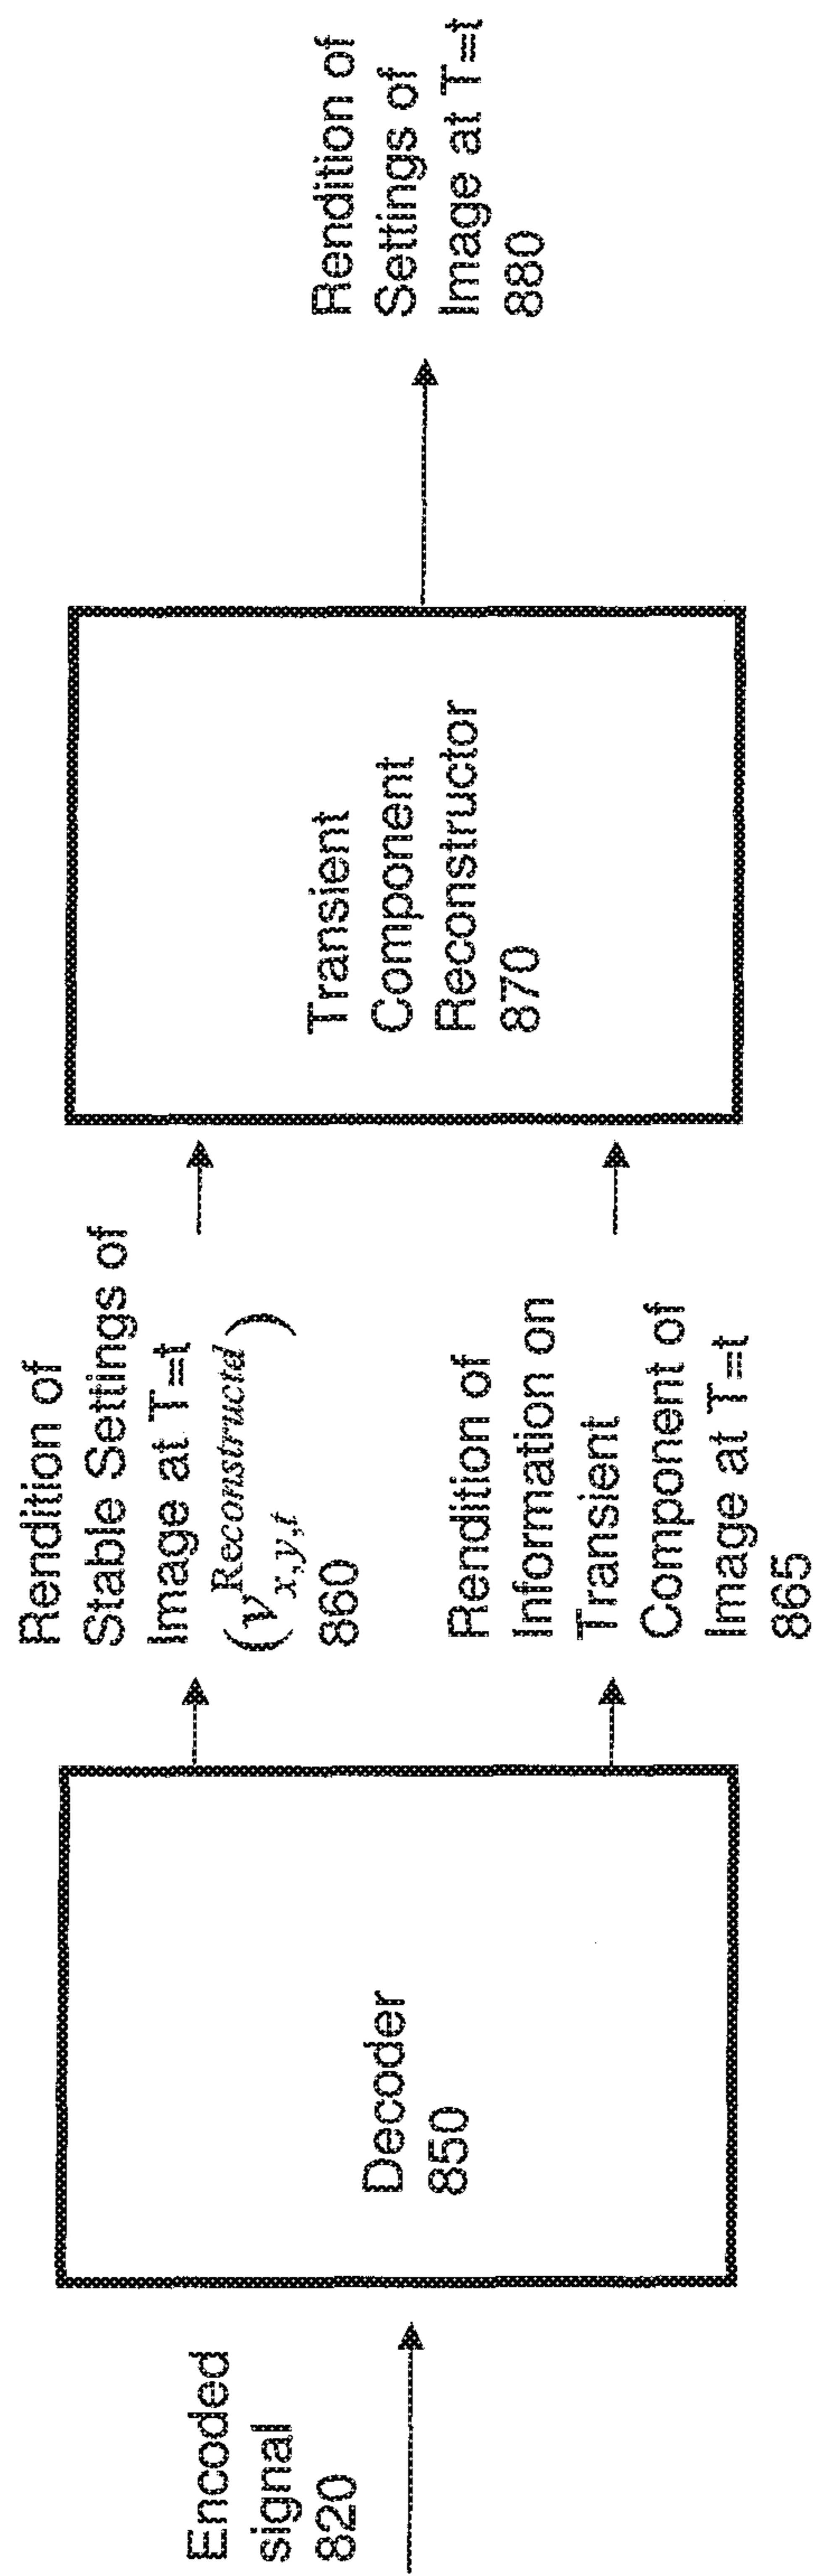 Encoded
signal
820
Decoder
850
Rendition of
Stable Settings of
Image at T=t
(v^{Reconstructd}_{x,y,t})
860
Rendition of
Information on
Transient
Component of
Image at T=t
865
Transient
Component
Reconstructor
870
Rendition of
Settings of
Image at T=t
880